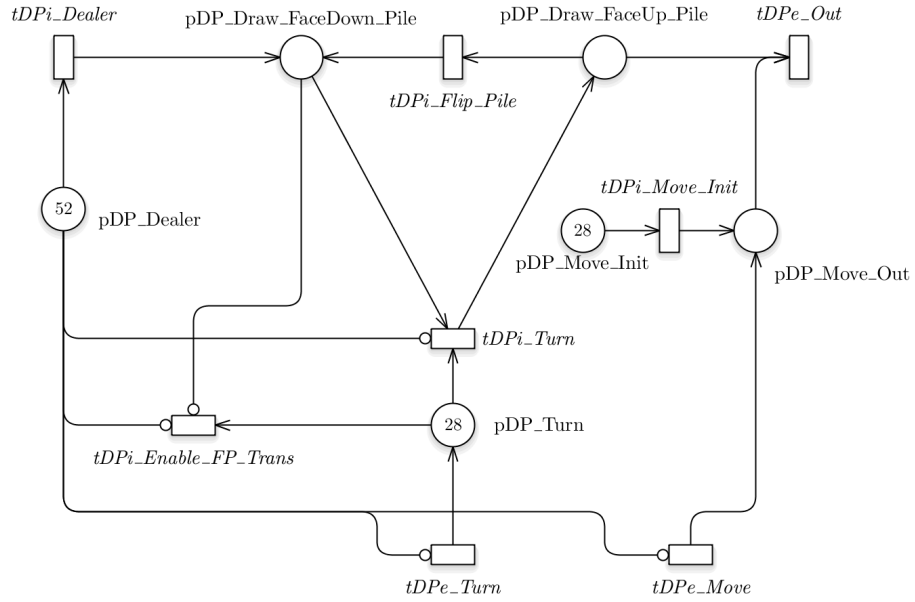 tDPi_Dealer
pDP_Draw_FaceDown_Pile
pDP_Draw_FaceUp_Pile
tDPe_Out
tDPi_Flip_Pile
52
pDP_Dealer
tDPi_Move_Init
28
pDP_Move_Init
pDP_Move_Out
tDPi_Turn
28
pDP_Turn
tDPi_Enable_FP_Trans
tDPe_Turn
tDPe_Move